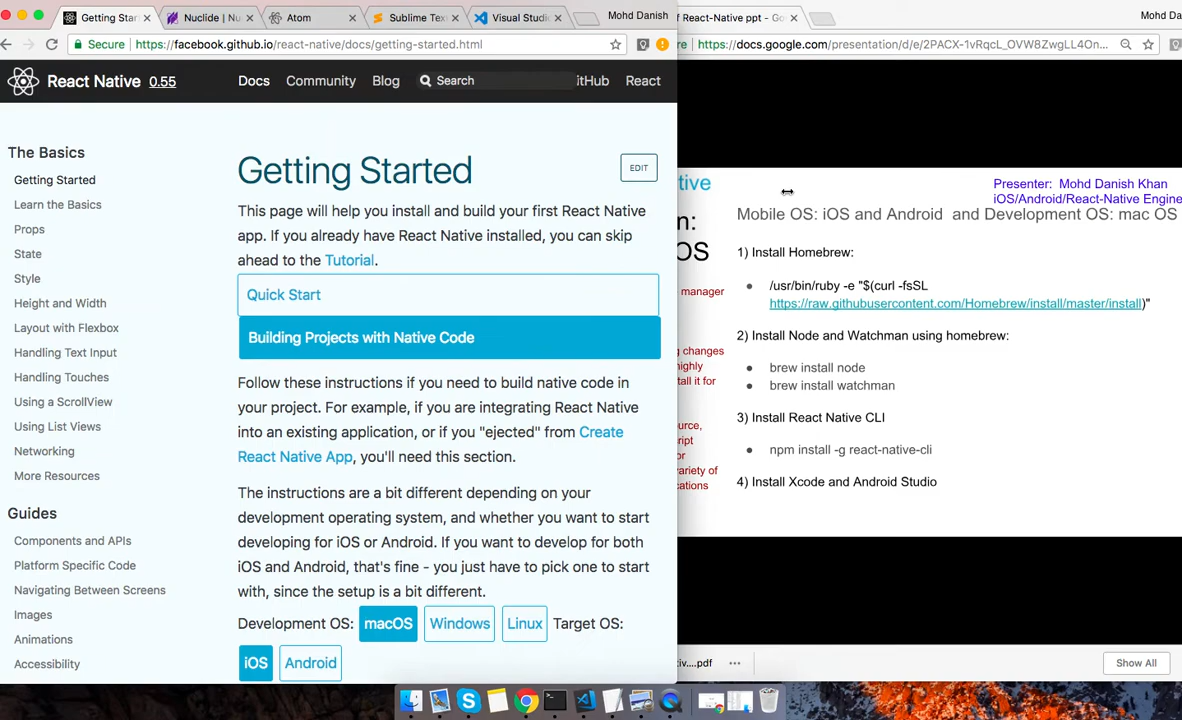 Getting Star
Nuclide | Nu
Atom
Sublime Tex
Visual Studi
Mohd Danish
f React-Native ppt - Go
Mohd Da
Secure
https://facebook.github.io/react-native/docs/getting-started.html
re
https://docs.google.com/presentation/d/e/2PACX-1vRqcL_OVW8ZwgLL4On...
React Native 0.55
Docs
Community
Blog
Search
itHub
React
The Basics
Getting Started
Learn the Basics
Props
State
Style
Height and Width
Layout with Flexbox
Handling Text Input
Handling Touches
Using a ScrollView
Using List Views
Networking
More Resources
Guides
Components and APIs
Platform Specific Code
Navigating Between Screens
Images
Animations
Accessibility
Getting Started
EDIT
This page will help you install and build your first React Native
app. If you already have React Native installed, you can skip
ahead to the Tutorial.
Quick Start
Building Projects with Native Code
Follow these instructions if you need to build native code in
your project. For example, if you are integrating React Native
into an existing application, or if you "ejected" from Create
React Native App, you'll need this section.
The instructions are a bit different depending on your
development operating system, and whether you want to start
developing for iOS or Android. If you want to develop for both
iOS and Android, that's fine - you just have to pick one to start
with, since the setup is a bit different.
Development OS: macOS Windows Linux Target OS:
iOS Android
tive
n:
OS
manager
g changes
highly
tall it for
urce,
ript
or
variety of
cations
Presenter: Mohd Danish Khan
iOS/Android/React-Native Engine
Mobile OS: iOS and Android and Development OS: mac OS
1) Install Homebrew:
● /usr/bin/ruby -e "$(curl -fsSL
https://raw.githubusercontent.com/Homebrew/install/master/install)"
2) Install Node and Watchman using homebrew:
● brew install node
● brew install watchman
3) Install React Native CLI
● npm install -g react-native-cli
4) Install Xcode and Android Studio
tiv....pdf
Show All